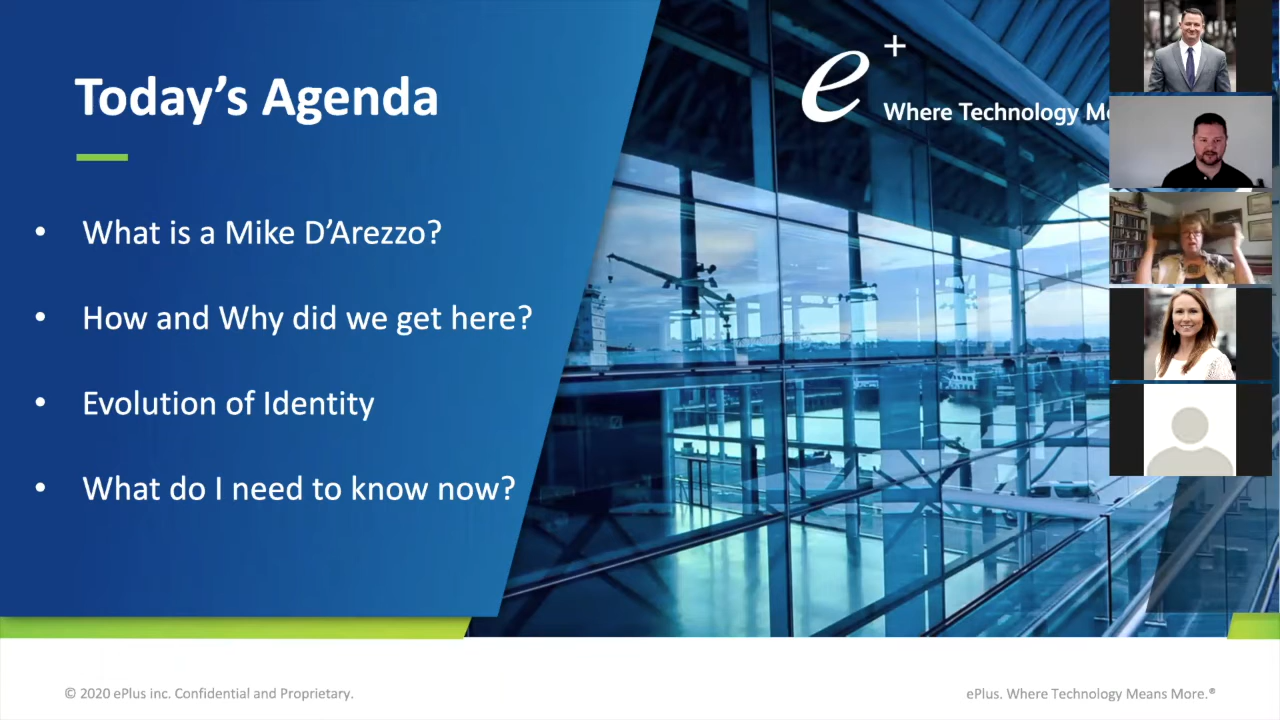 Today’s Agenda
• What is a Mike D’Arezzo?
• How and Why did we get here?
• Evolution of Identity
• What do I need to know now?
e+
Where Technology
© 2020 ePlus inc. Confidential and Proprietary.
ePlus. Where Technology Means More.®